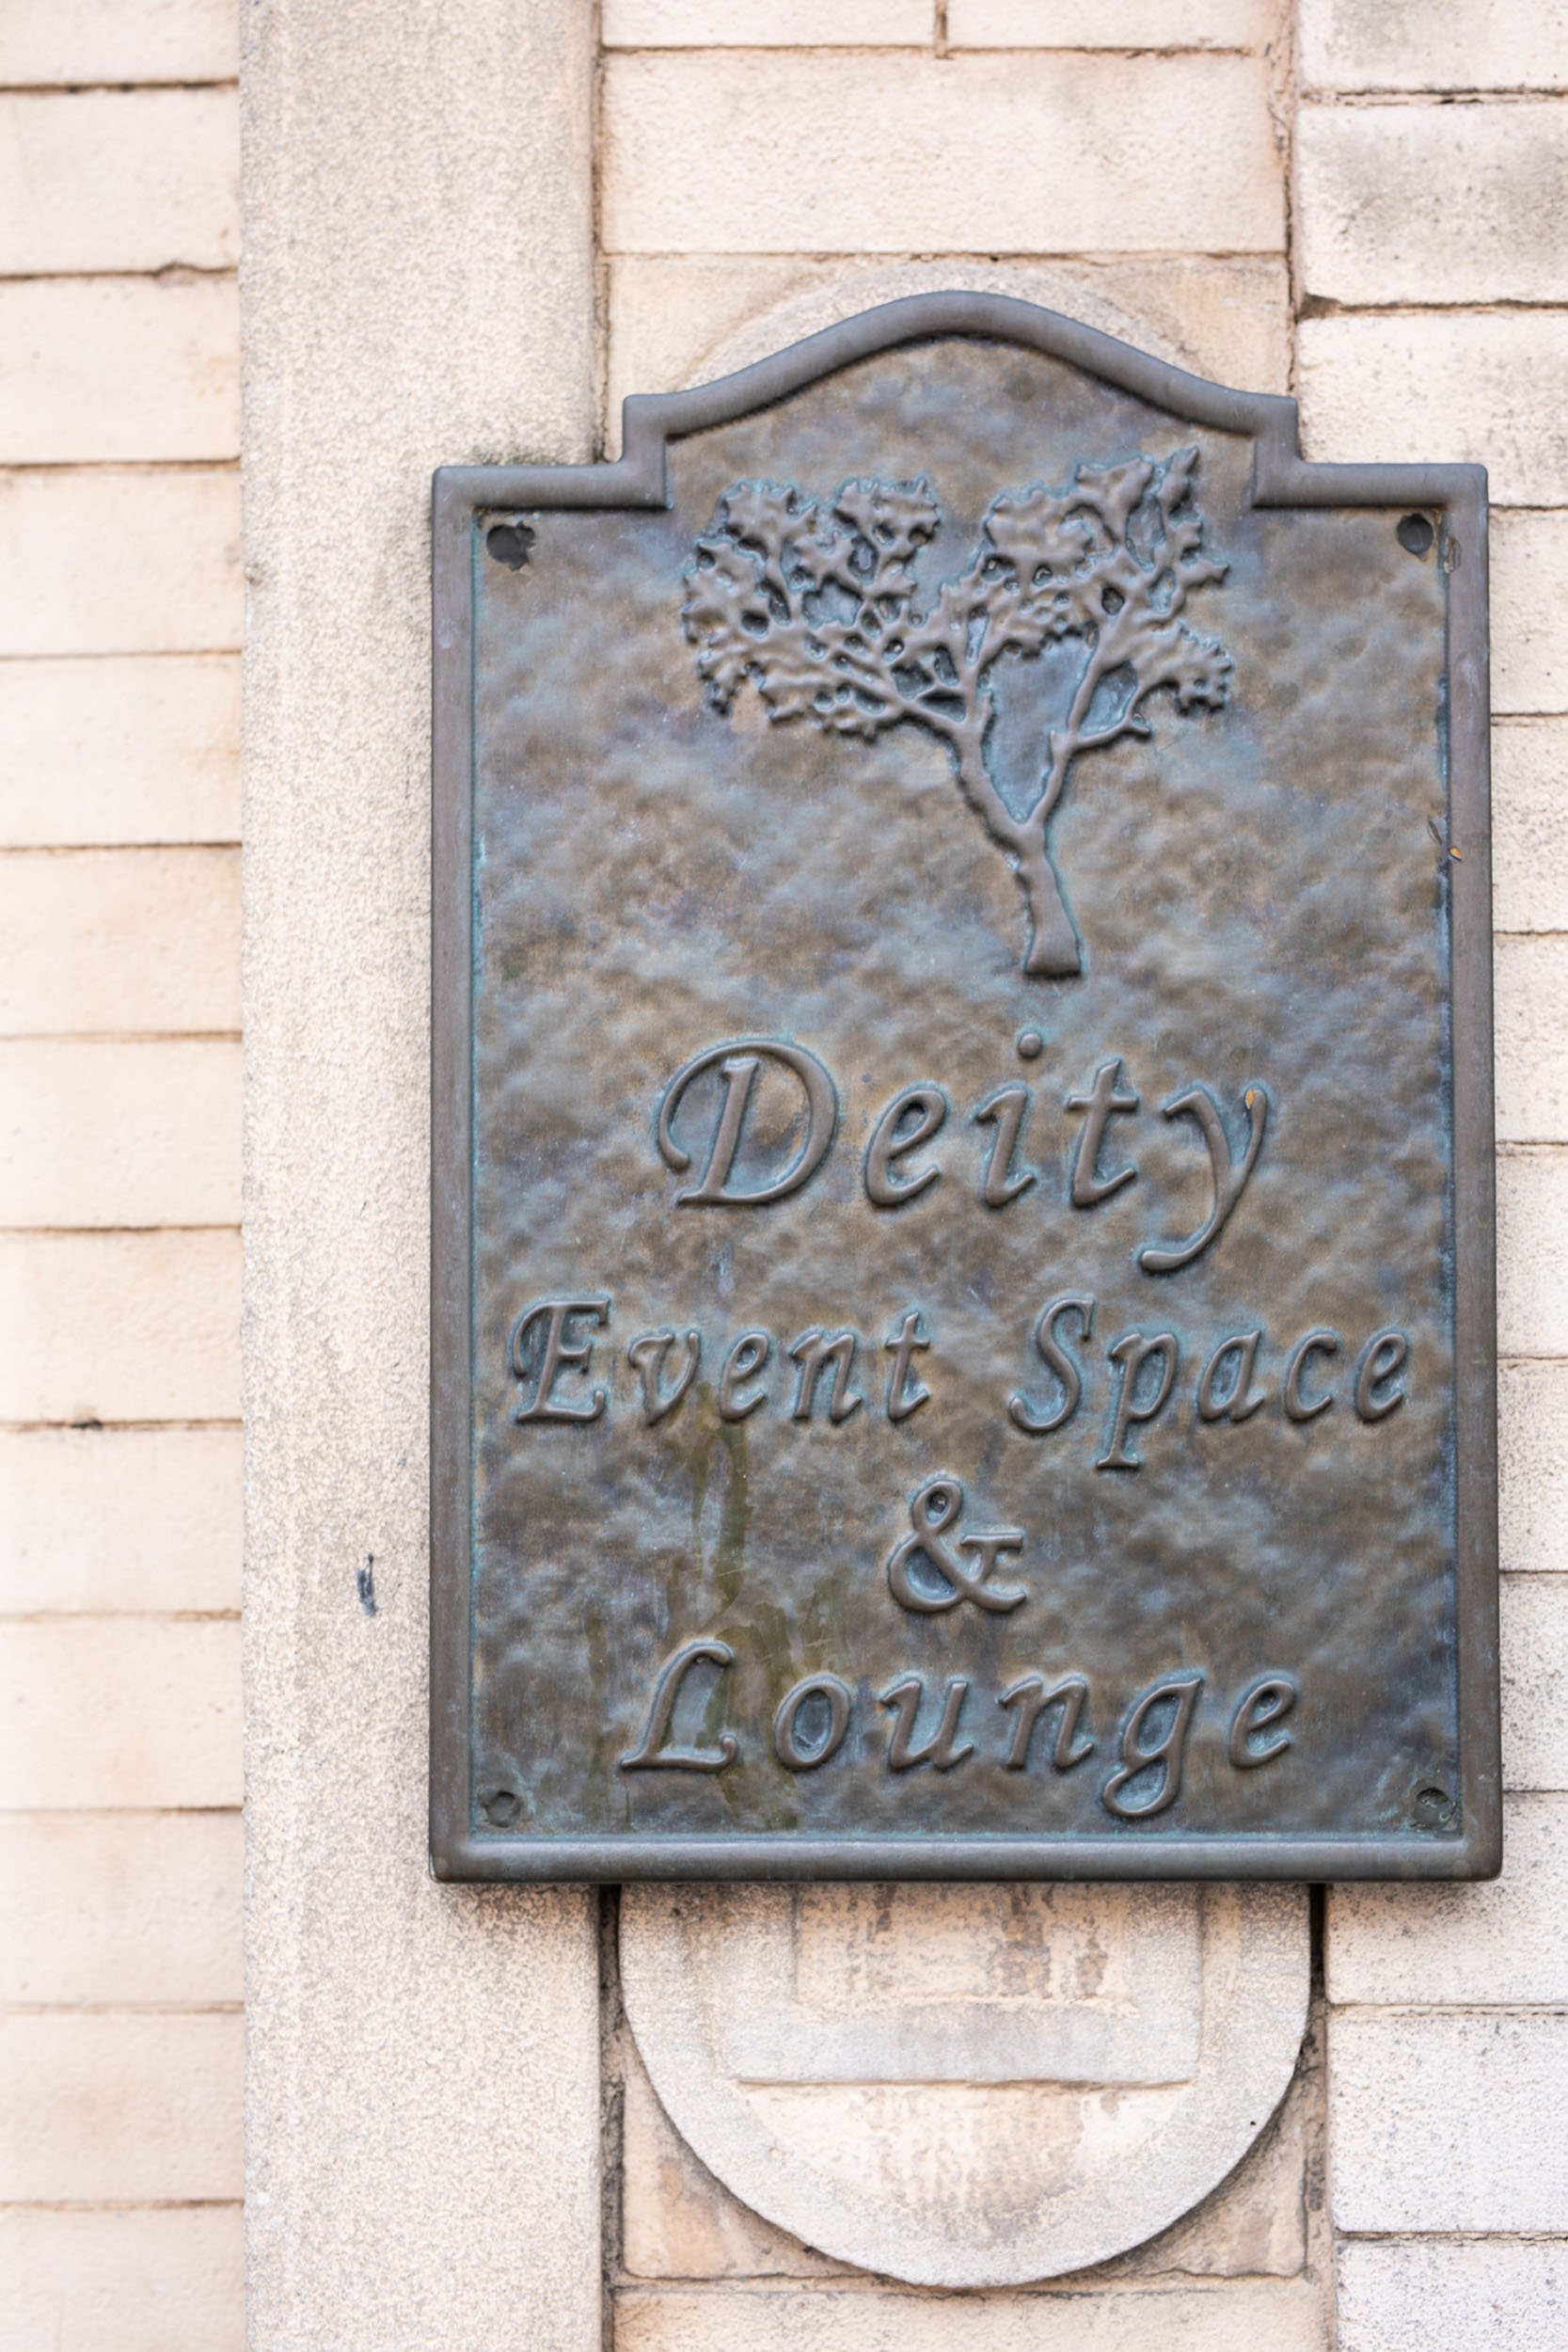 Deity
Event Space
&
Lounge